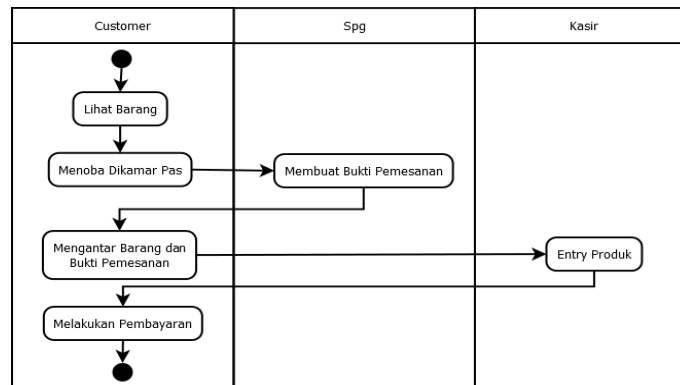 Customer
Spg
Kasir
Lihat Barang
Menoba Dikamar Pas
Membuat Bukti Pemesanan
Mengantar Barang dan
Bukti Pemesanan
Entry Produk
Melakukan Pembayaran